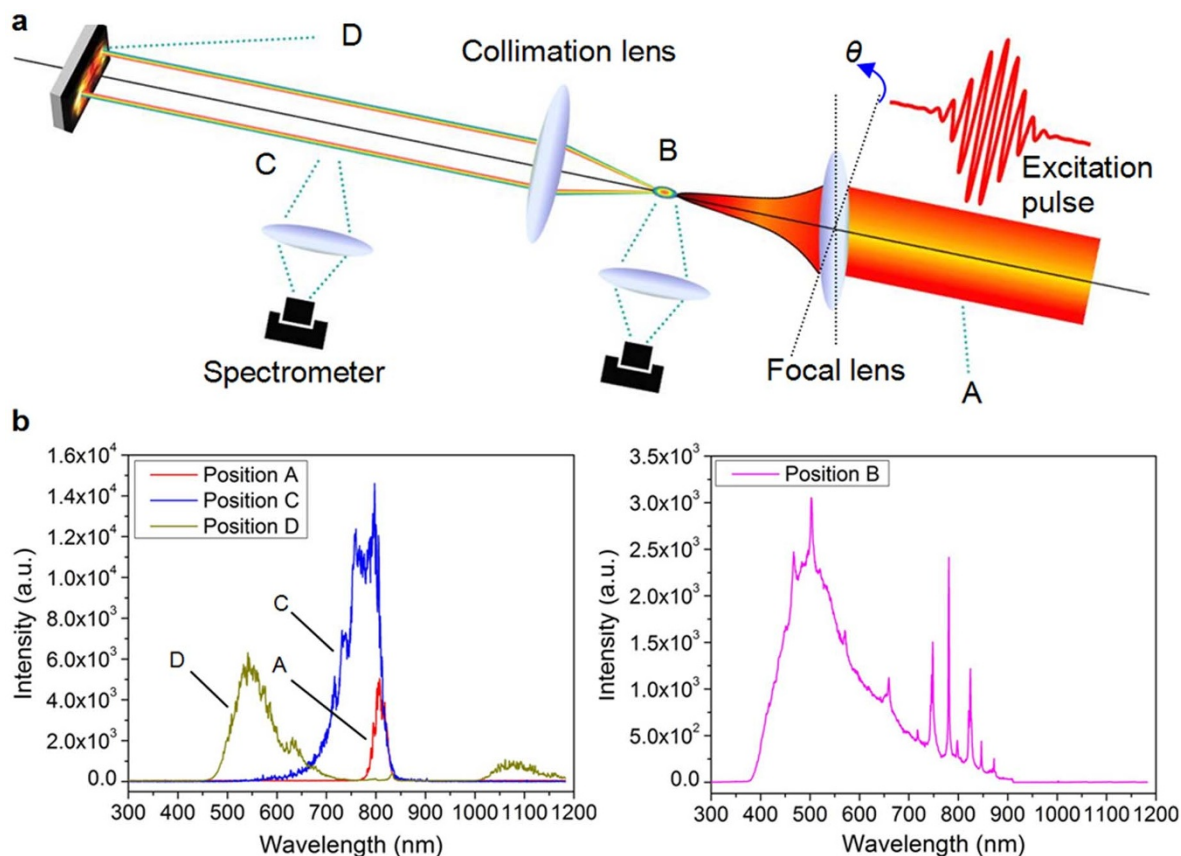 a
D
Collimation lens
θ
B
C
Excitation
pulse
Spectrometer
Focal lens
A
b
1.6x10⁴
1.4x10⁴
1.2x10⁴
1.0x10⁴
8.0x10³
6.0x10³
4.0x10³
2.0x10³
0.0
Intensity (a.u.)
Position A
Position C
Position D
C
D
A
300 400 500 600 700 800 900 1000 1100 1200
Wavelength (nm)
3.5x10³
3.0x10³
2.5x10³
2.0x10³
1.5x10³
1.0x10³
5.0x10²
0.0
Intensity (a.u.)
Position B
300 400 500 600 700 800 900 1000 1100 1200
Wavelength (nm)